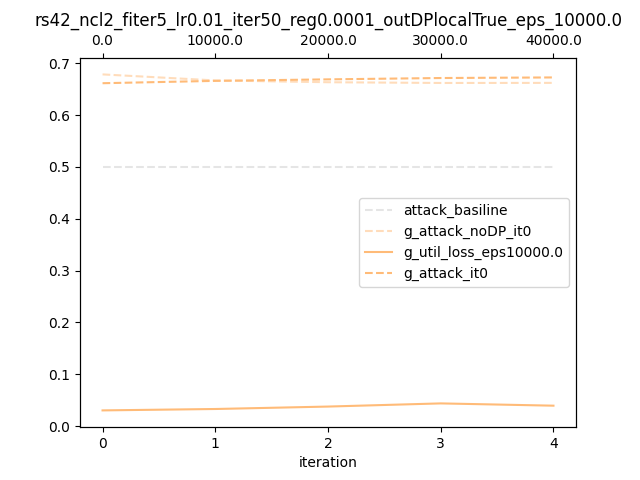 rs42_ncl2_fiter5_lr0.01_iter50_reg0.0001_outDPlocalTrue_eps_10000.0
0.0 10000.0 20000.0 30000.0 40000.0
0.7
0.6
0.5
0.4
0.3
0.2
0.1
0.0
attack_basiline
g_attack_noDP_it0
g_util_loss_eps10000.0
g_attack_it0
0 1 2 3 4
iteration